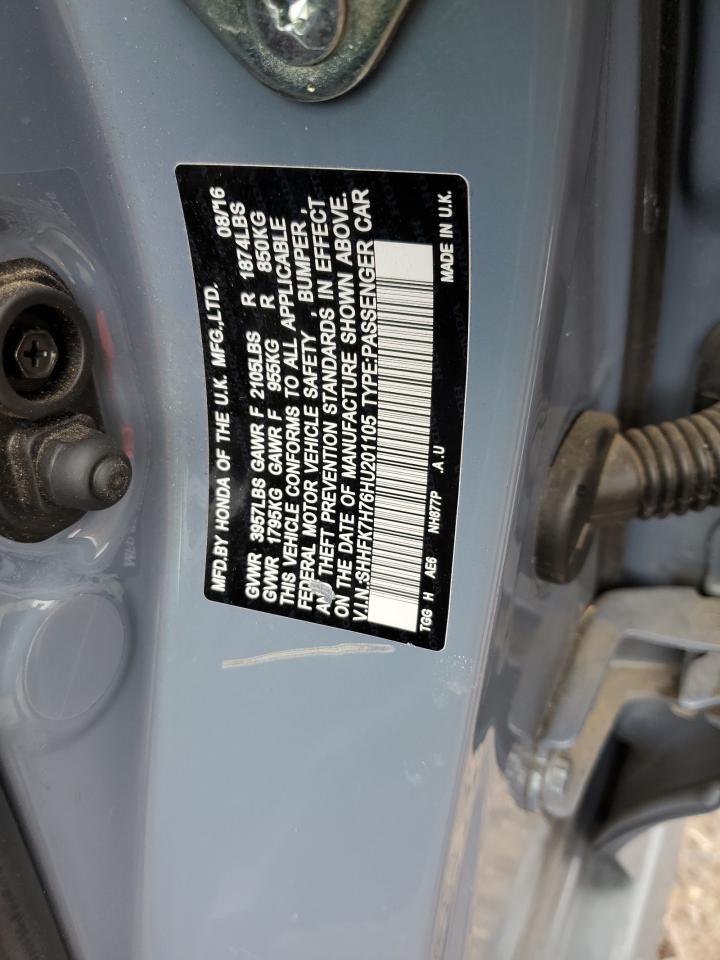 MFD.BY HONDA OF THE U.K. MFG.,LTD. 08/16
GVWR 3957LBS GAWR F 2105LBS R 1874LBS
GVWR 1795KG GAWR F 955KG R 850KG
THIS VEHICLE CONFORMS TO ALL APPLICABLE
FEDERAL MOTOR VEHICLE SAFETY , BUMPER ,
AND THEFT PREVENTION STANDARDS IN EFFECT
ON THE DATE OF MANUFACTURE SHOWN ABOVE.
V.I.N.:SHHFK7H76HU201105 TYPE:PASSENGER CAR
TGG H AE6 NH877P .A.U MADE IN U.K.